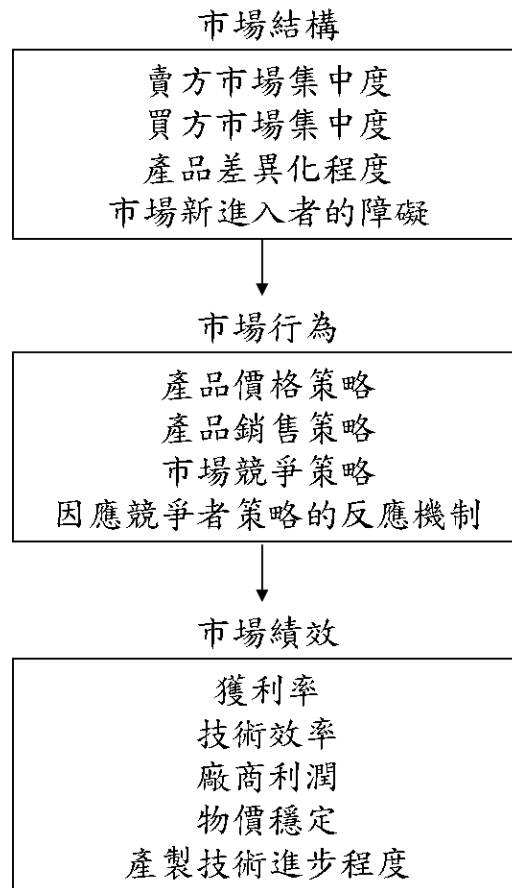 市場結構
賣方市場集中度
買方市場集中度
產品差異化程度
市場新進入者的障礙
市場行為
產品價格策略
產品銷售策略
市場競爭策略
因應競爭者策略的反應機制
市場績效
獲利率
技術效率
廠商利潤
物價穩定
產製技術進步程度